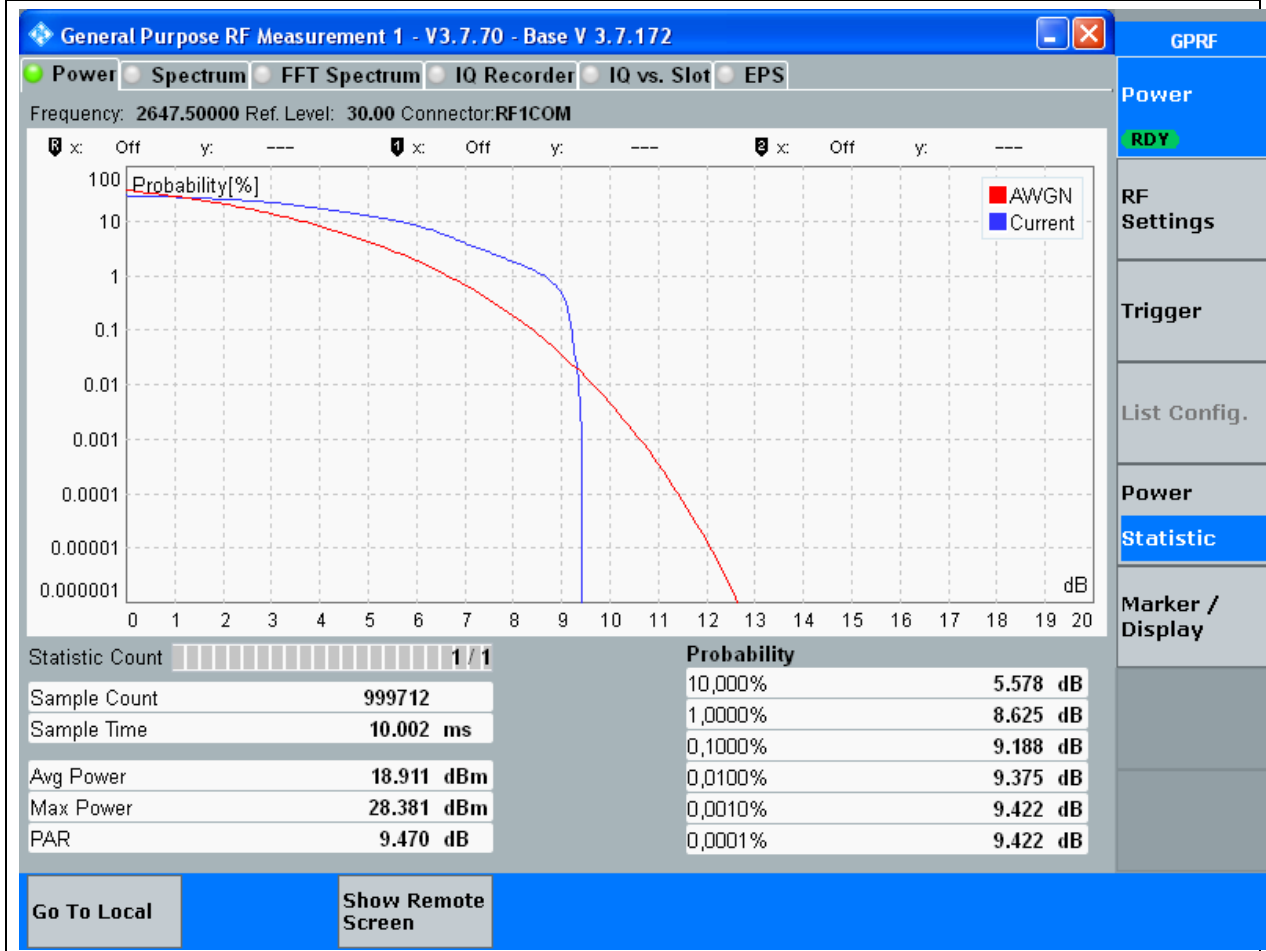 General Purpose RF Measurement 1 - V3.7.70 - Base V 3.7.172
GPRF
Power Spectrum FFT Spectrum IQ Recorder IQ vs. Slot EPS
Frequency: 2647.50000 Ref. Level: 30.00 Connector:RF1COM
R x: Off y: --- 1 x: Off y: --- 2 x: Off y: ---
Probability[%]
100
10
1
0.1
0.01
0.001
0.0001
0.00001
0.000001
AWGN
Current
dB
0 1 2 3 4 5 6 7 8 9 10 11 12 13 14 15 16 17 18 19 20
Statistic Count 1 / 1
Sample Count 999712
Sample Time 10.002 ms
Avg Power 18.911 dBm
Max Power 28.381 dBm
PAR 9.470 dB
Probability
10,000% 5.578 dB
1,0000% 8.625 dB
0,1000% 9.188 dB
0,0100% 9.375 dB
0,0010% 9.422 dB
0,0001% 9.422 dB
Power
RDY
RF
Settings
Trigger
List Config.
Power
Statistic
Marker /
Display
Go To Local
Show Remote
Screen